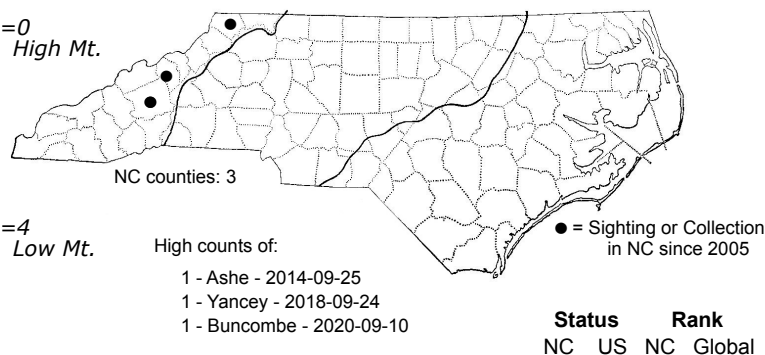 =0
High Mt.
NC counties: 3
=4
Low Mt.
High counts of:
1 - Ashe - 2014-09-25
1 - Yancey - 2018-09-24
1 - Buncombe - 2020-09-10
● = Sighting or Collection
in NC since 2005
Status Rank
NC US NC Global